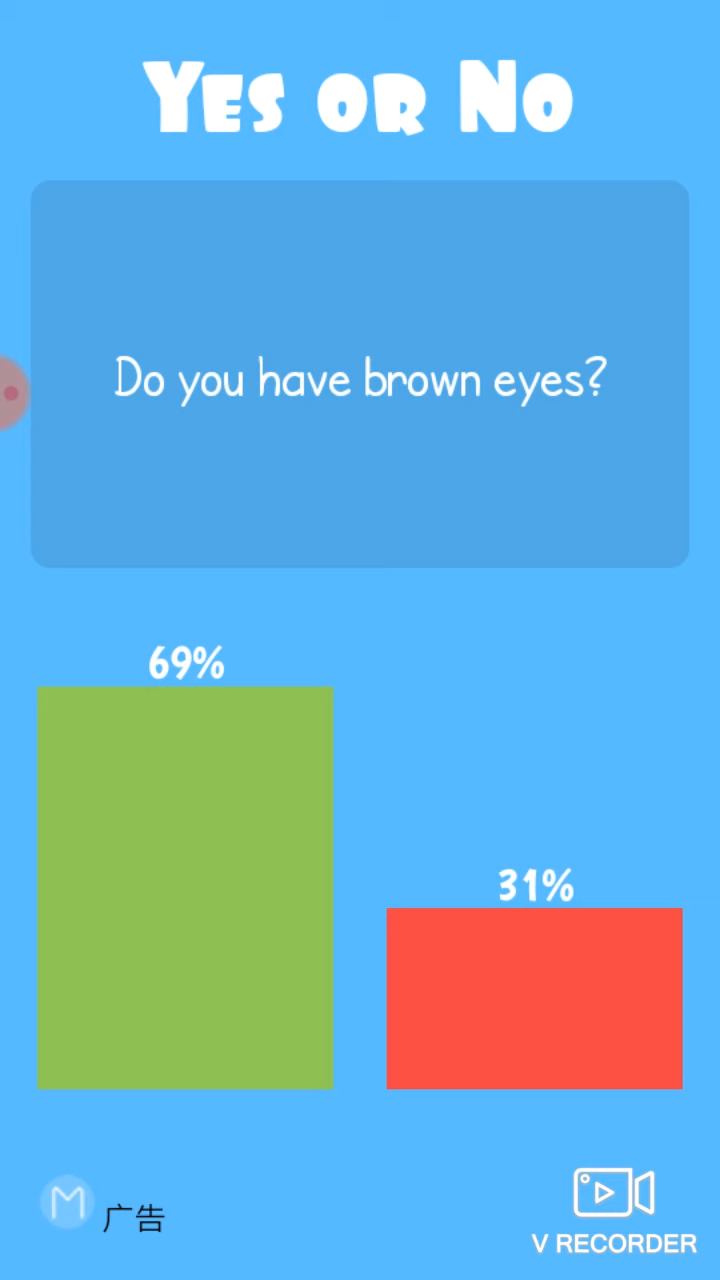 Yes or No
Do you have brown eyes?
69%
31%
M 广告
V RECORDER